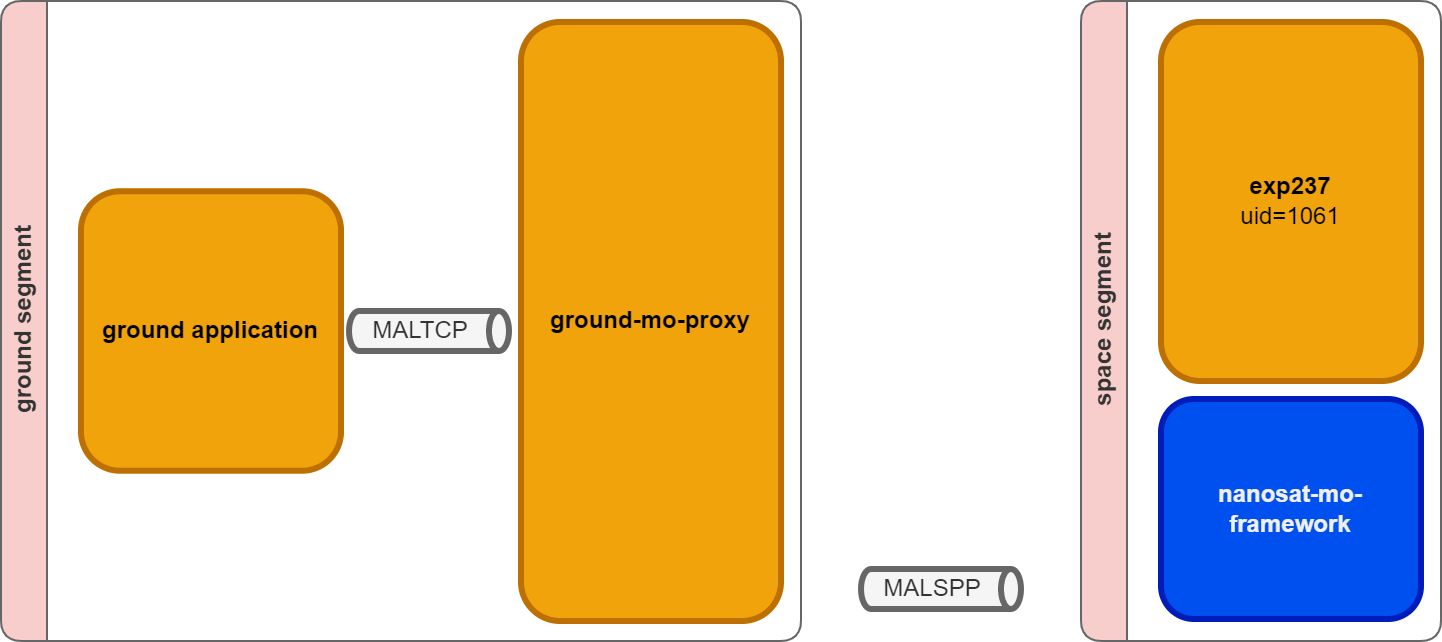 ground segment
ground application
MALTCP
ground-mo-proxy
MALSPP
space segment
exp237
uid=1061
nanosat-mo-
framework